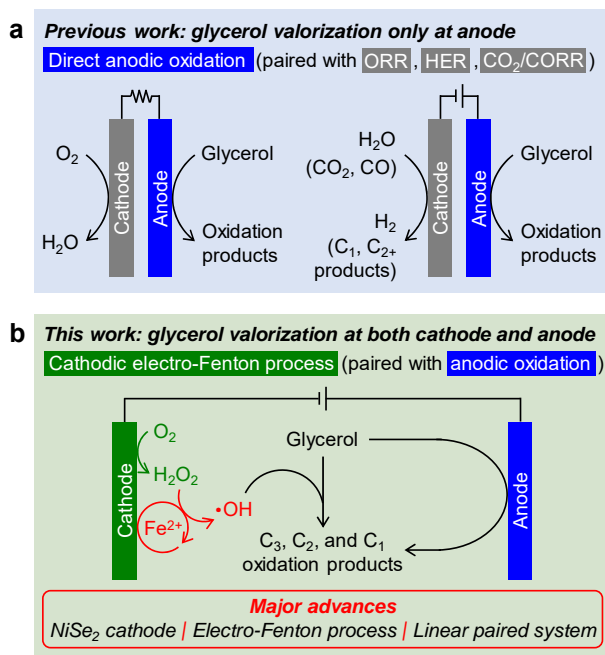 a Previous work: glycerol valorization only at anode
Direct anodic oxidation (paired with ORR, HER, CO₂/CORR)
O₂
H₂O
Cathode
Anode
Glycerol
Oxidation
products
H₂O
(CO₂, CO)
H₂
(C₁, C₂₊
products)
Cathode
Anode
Glycerol
Oxidation
products
b This work: glycerol valorization at both cathode and anode
Cathodic electro-Fenton process (paired with anodic oxidation)
Cathode
O₂
H₂O₂
Fe²⁺
•OH
Glycerol
C₃, C₂, and C₁
oxidation products
Anode
Major advances
NiSe₂ cathode | Electro-Fenton process | Linear paired system